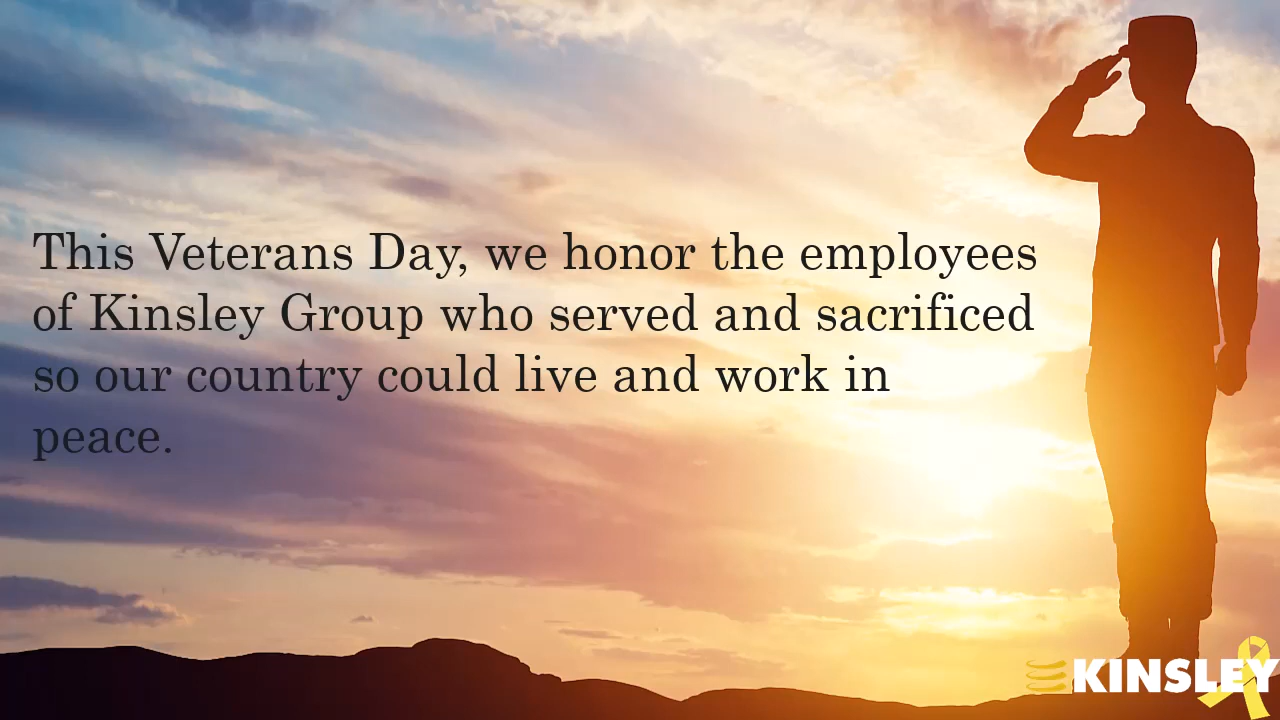 This Veterans Day, we honor the employees
of Kinsley Group who served and sacrificed
so our country could live and work in
peace.
KINSLEY